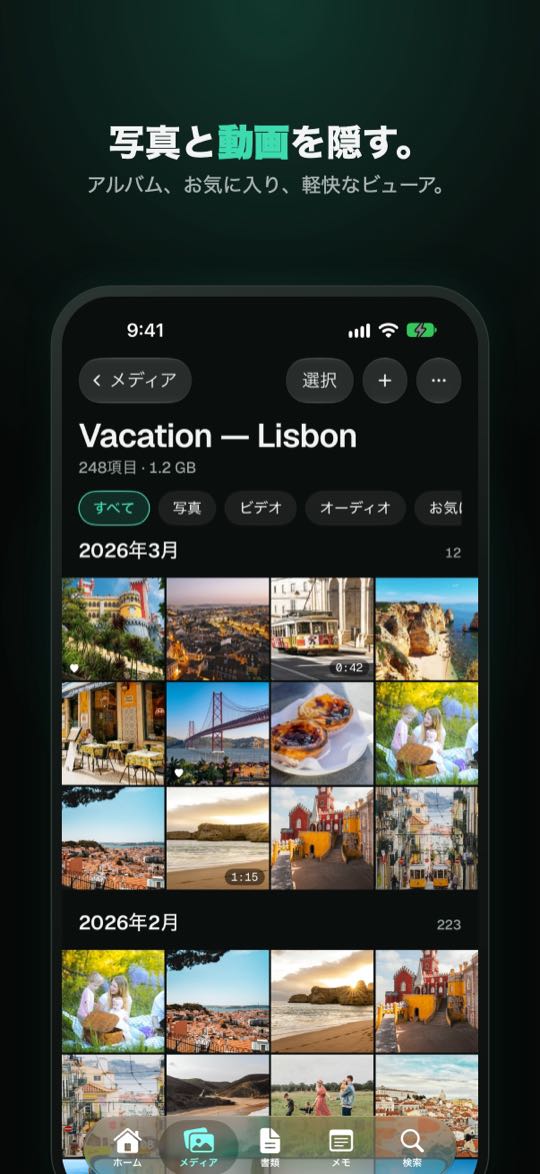 写真と動画を隠す。
アルバム、お気に入り、軽快なビューア。
9:41
メディア
選択
Vacation — Lisbon
248項目 · 1.2 GB
すべて 写真 ビデオ オーディオ お気に
2026年3月 12
0:42
1:15
2026年2月 223
ホーム メディア 書類 メモ 検索